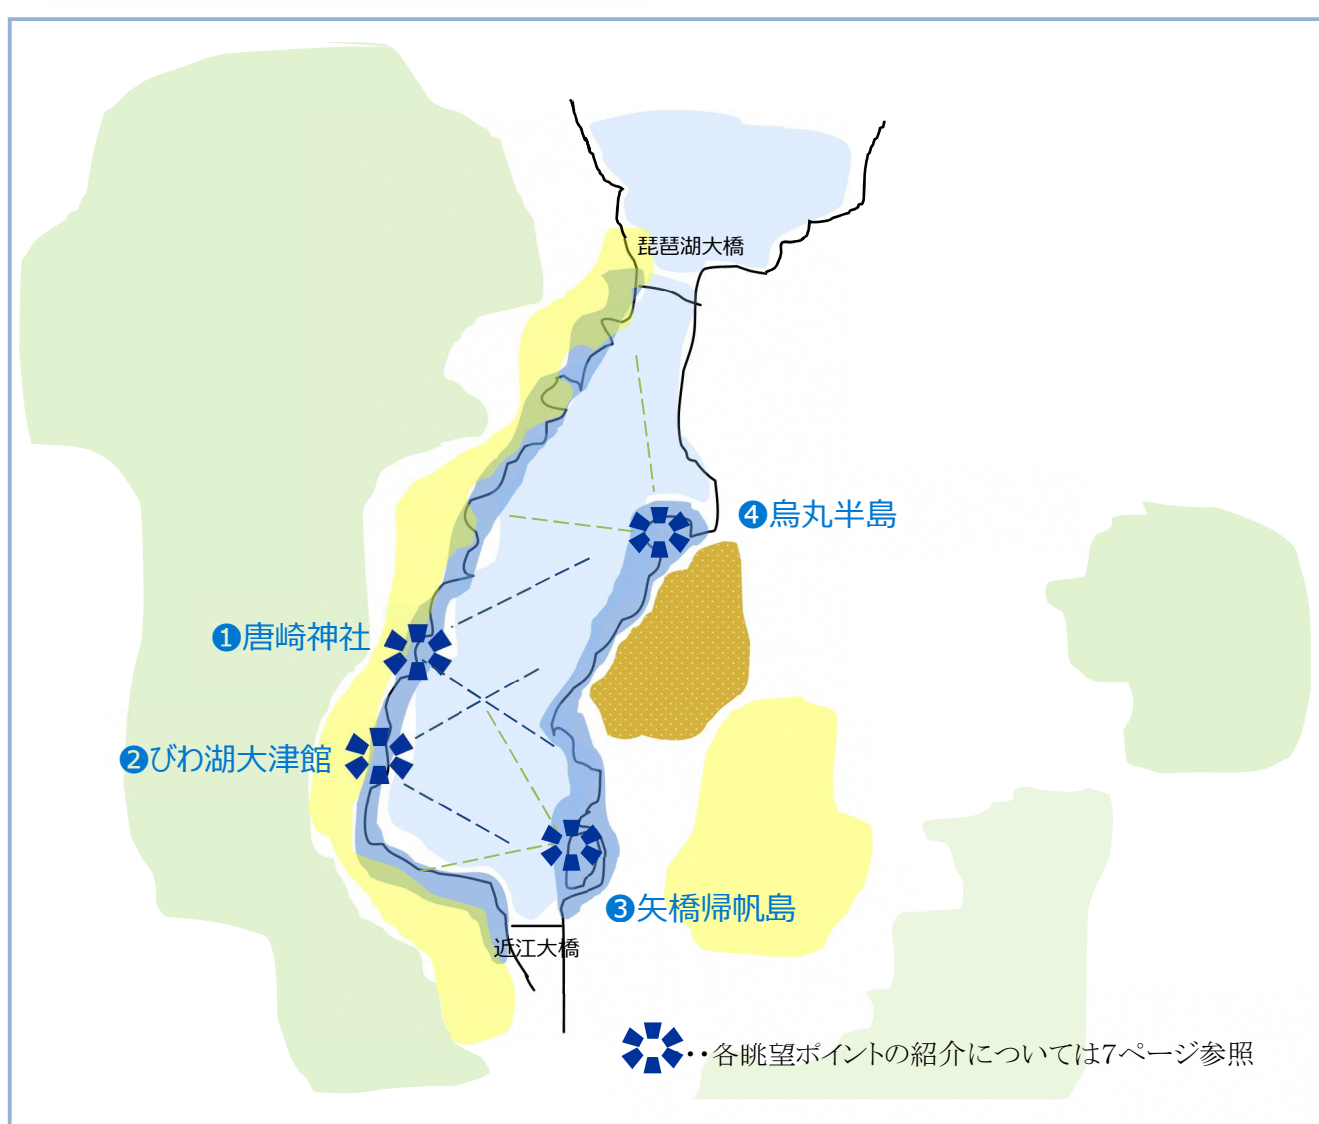 琵琶湖大橋
❹烏丸半島
❶唐崎神社
❷びわ湖大津館
❸矢橋帰帆島
近江大橋
・・各眺望ポイントの紹介については7ページ参照